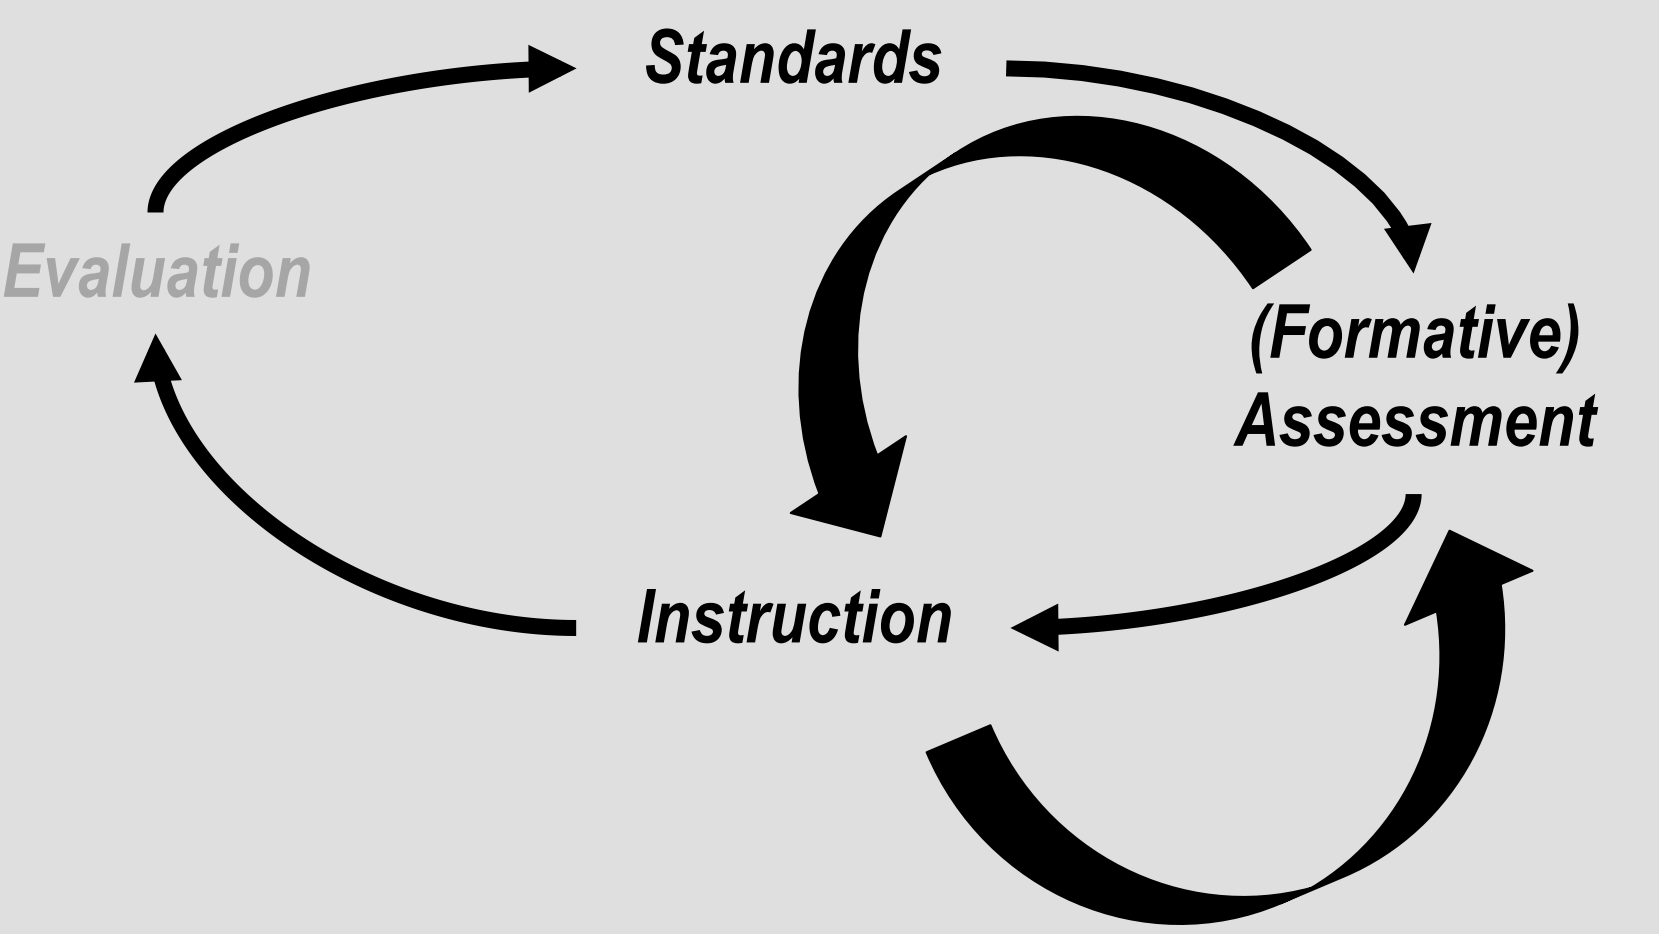 Standards
Evaluation
(Formative)
Assessment
Instruction